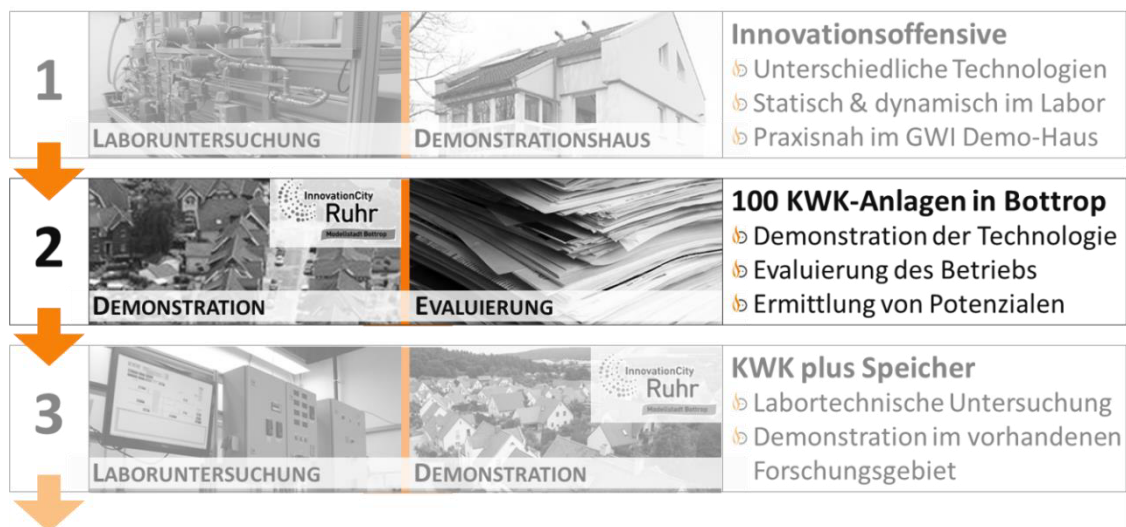 1
LABORUNTERSUCHUNG
DEMONSTRATIONSHAUS
Innovationsoffensive
Unterschiedliche Technologien
Statisch & dynamisch im Labor
Praxisnah im GWI Demo-Haus
2
InnovationCity
Ruhr
Modellstadt Bottrop
DEMONSTRATION
EVALUIERUNG
100 KWK-Anlagen in Bottrop
Demonstration der Technologie
Evaluierung des Betriebs
Ermittlung von Potenzialen
3
LABORUNTERSUCHUNG
InnovationCity
Ruhr
Modellstadt Bottrop
DEMONSTRATION
KWK plus Speicher
Labortechnische Untersuchung
Demonstration im vorhandenen
Forschungsgebiet